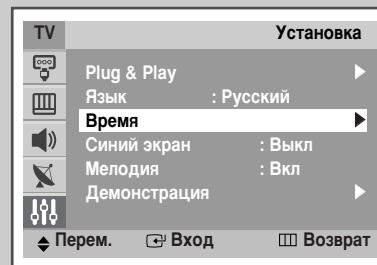 TV Установка
Plug & Play
Язык : Русский
Время
Синий экран : Выкл
Мелодия : Вкл
Демонстрация
Перем. Вход Возврат